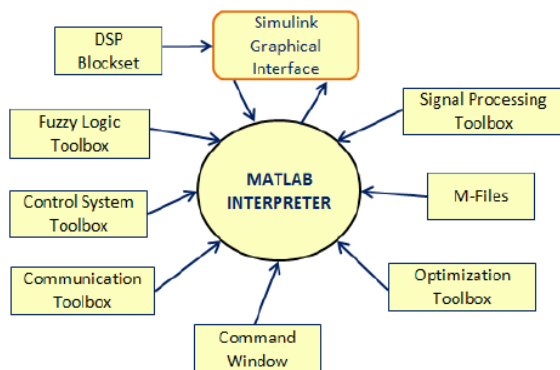 DSP
Blockset
Simulink
Graphical
Interface
Fuzzy Logic
Toolbox
Signal Processing
Toolbox
MATLAB
INTERPRETER
Control System
Toolbox
M-Files
Communication
Toolbox
Optimization
Toolbox
Command
Window